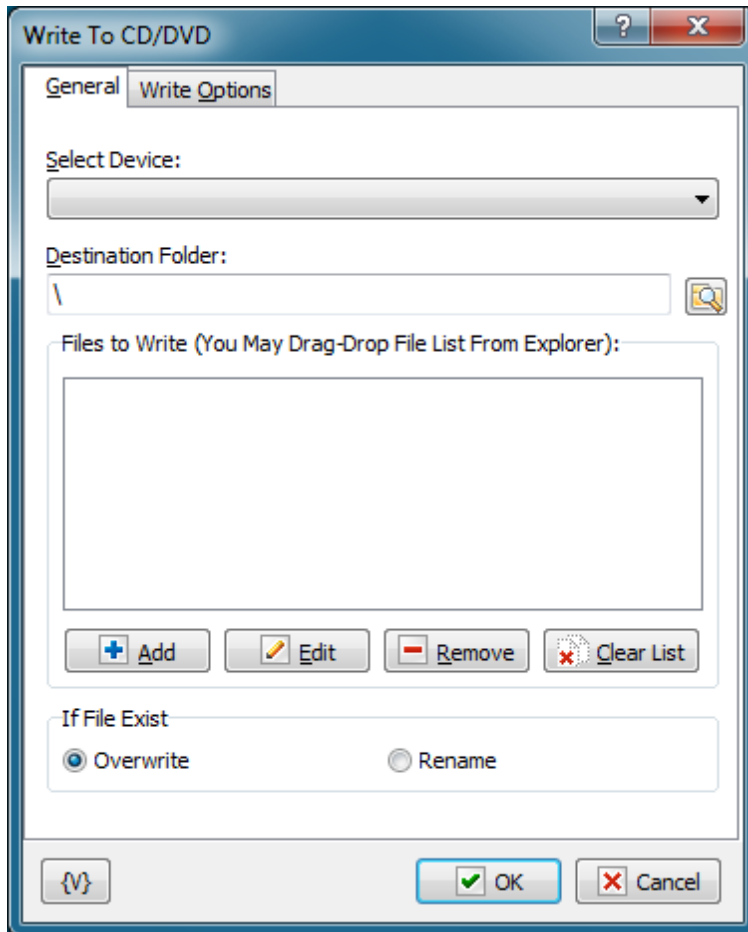 Write To CD/DVD
?
General Write Options
Select Device:
Destination Folder:
\
Files to Write (You May Drag-Drop File List From Explorer):
Add Edit Remove Clear List
If File Exist
Overwrite Rename
{V} OK Cancel